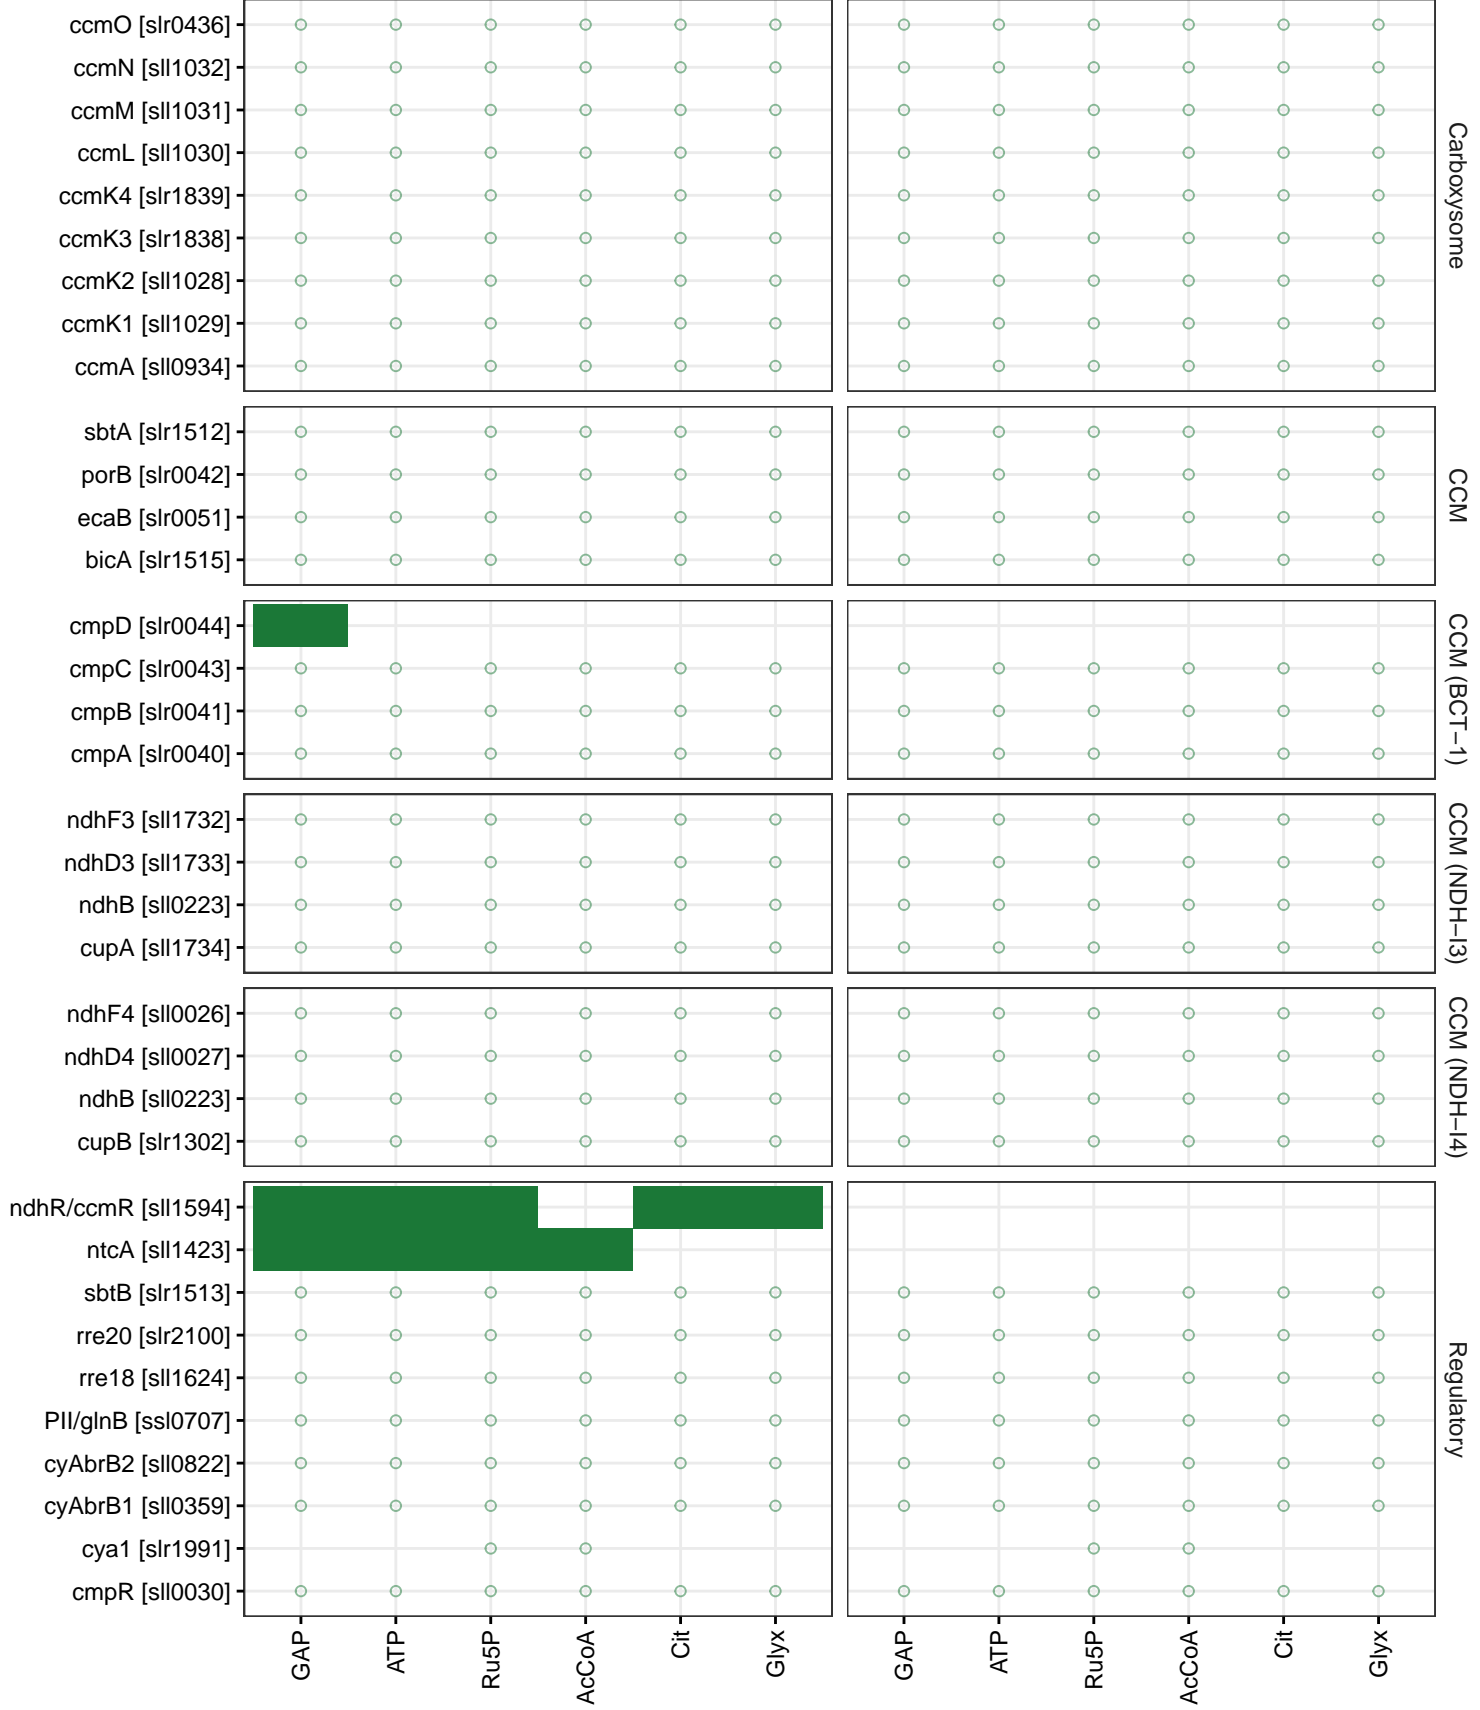 ccmO [slr0436]
ccmN [sll1032]
ccmM [sll1031]
ccmL [sll1030]
ccmK4 [slr1839]
ccmK3 [slr1838]
ccmK2 [sll1028]
ccmK1 [sll1029]
ccmA [sll0934]
Carboxysome
sbtA [slr1512]
porB [slr0042]
ecaB [slr0051]
bicA [slr1515]
CCM
cmpD [slr0044]
cmpC [slr0043]
cmpB [slr0041]
cmpA [slr0040]
CCM (BCT−1)
ndhF3 [sll1732]
ndhD3 [sll1733]
ndhB [sll0223]
cupA [sll1734]
CCM (NDH−I3)
ndhF4 [sll0026]
ndhD4 [sll0027]
ndhB [sll0223]
cupB [slr1302]
CCM (NDH−I4)
ndhR/ccmR [sll1594]
ntcA [sll1423]
sbtB [slr1513]
rre20 [slr2100]
rre18 [sll1624]
PII/glnB [ssl0707]
cyAbrB2 [sll0822]
cyAbrB1 [sll0359]
cya1 [slr1991]
cmpR [sll0030]
Regulatory
GAP
ATP
Ru5P
AcCoA
Cit
Glyx
GAP
ATP
Ru5P
AcCoA
Cit
Glyx